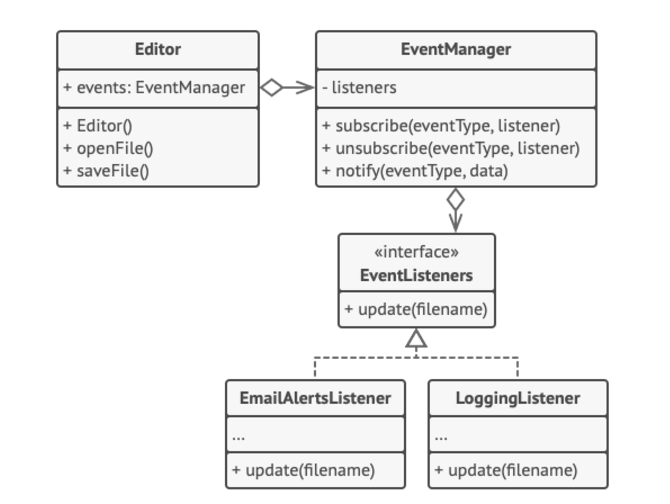 Editor
+ events: EventManager
+ Editor()
+ openFile()
+ saveFile()
EventManager
- listeners
+ subscribe(eventType, listener)
+ unsubscribe(eventType, listener)
+ notify(eventType, data)
«interface»
EventListeners
+ update(filename)
EmailAlertsListener
...
+ update(filename)
LoggingListener
...
+ update(filename)